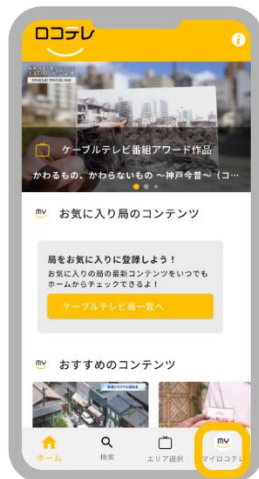 ロコテレ
ケーブルテレビ番組アワード作品
かわるもの、かわらないもの ～神戸今昔～（コ…
my お気に入り局のコンテンツ
局をお気に入りに登録しよう！
お気に入りの局の最新コンテンツをいつでも
ホームからチェックできるよ！
ケーブルテレビ局一覧へ
my おすすめのコンテンツ
ホーム
検索
エリア選択
my
マイロコテレ